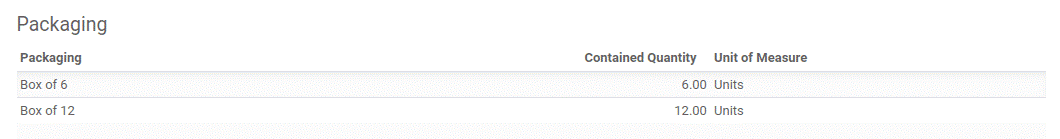 Packaging
Packaging Contained Quantity Unit of Measure
Box of 6 6.00 Units
Box of 12 12.00 Units